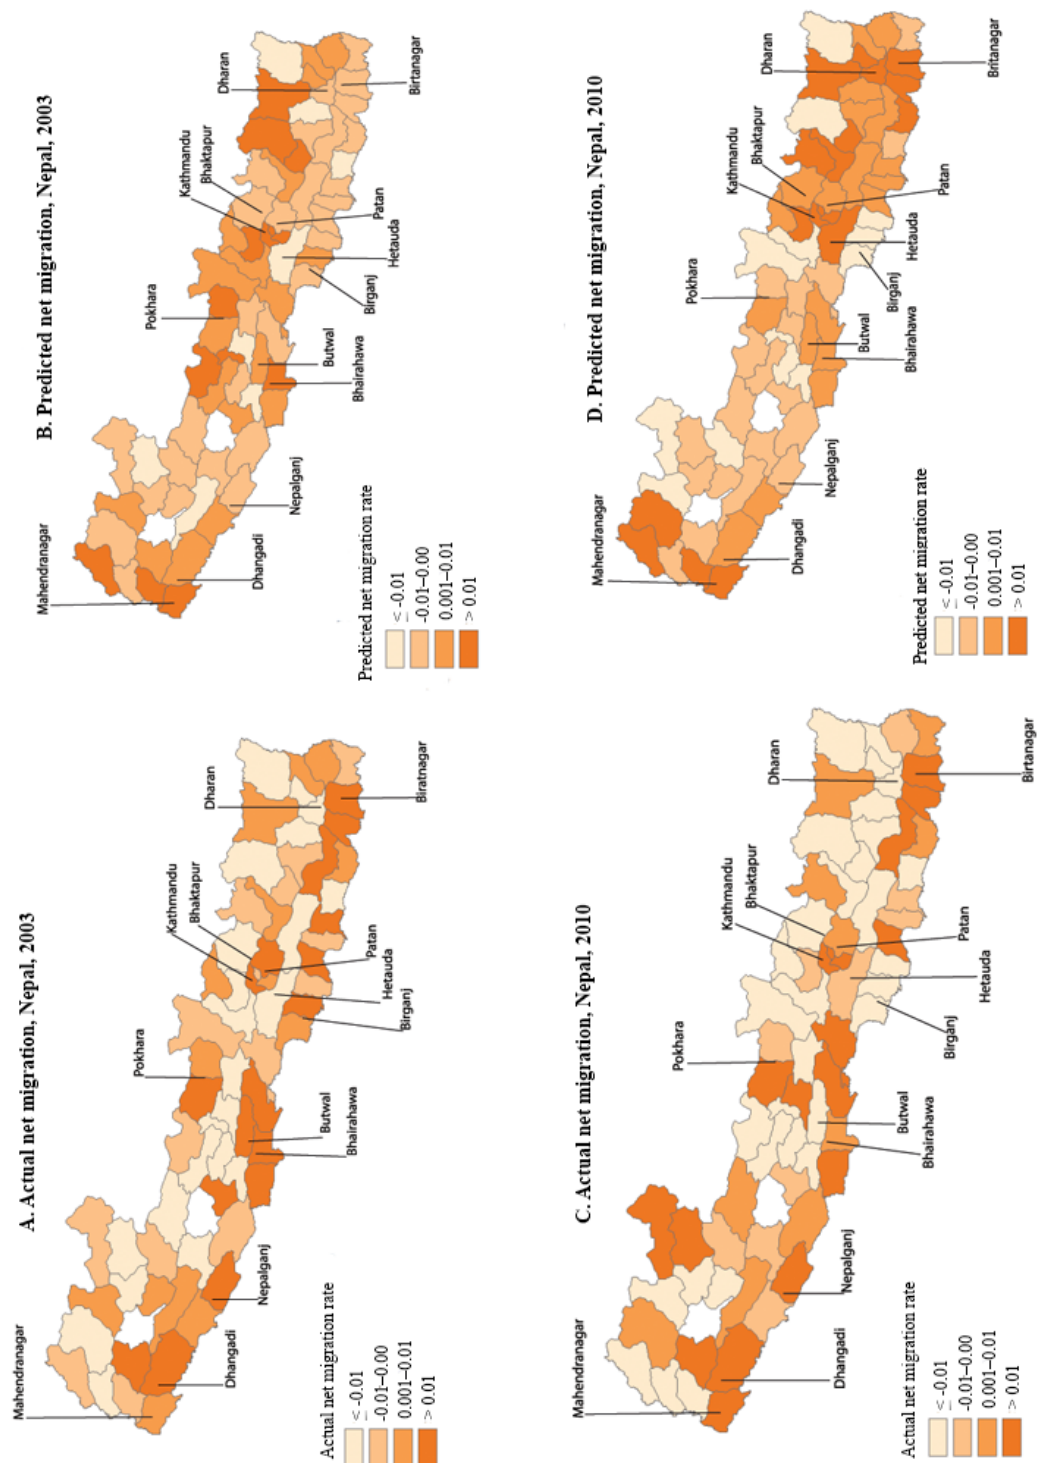 A. Actual net migration, Nepal, 2003
Mahendranagar
Dhangadi
Nepalganj
Pokhara
Butwal
Bhairahawa
Kathmandu
Bhaktapur
Patan
Hetauda
Birganj
Dharan
Biratnagar
Actual net migration rate
< -0.01
-0.01–0.00
0.001–0.01
> 0.01
B. Predicted net migration, Nepal, 2003
Mahendranagar
Dhangadi
Nepalganj
Pokhara
Butwal
Bhairahawa
Kathmandu
Bhaktapur
Patan
Hetauda
Birganj
Dharan
Birtanagar
Predicted net migration rate
< -0.01
-0.01–0.00
0.001–0.01
> 0.01
C. Actual net migration, Nepal, 2010
Mahendranagar
Dhangadi
Nepalganj
Pokhara
Butwal
Bhairahawa
Kathmandu
Bhaktapur
Patan
Hetauda
Birganj
Dharan
Birtanagar
Actual net migration rate
< -0.01
-0.01–0.00
0.001–0.01
> 0.01
D. Predicted net migration, Nepal, 2010
Mahendranagar
Dhangadi
Nepalganj
Pokhara
Butwal
Bhairahawa
Kathmandu
Bhaktapur
Patan
Hetauda
Birganj
Dharan
Britanagar
Predicted net migration rate
< -0.01
-0.01–0.00
0.001–0.01
> 0.01